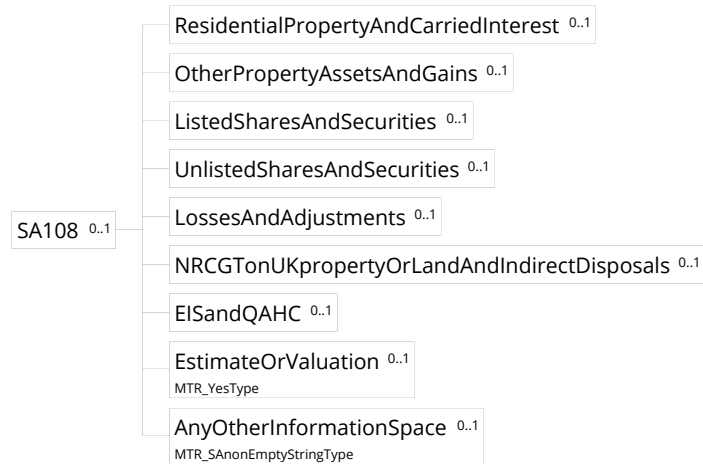 ResidentialPropertyAndCarriedInterest 0..1
OtherPropertyAssetsAndGains 0..1
ListedSharesAndSecurities 0..1
UnlistedSharesAndSecurities 0..1
SA108 0..1
LossesAndAdjustments 0..1
NRCGTonUKpropertyOrLandAndIndirectDisposals 0..1
EISandQAHC 0..1
EstimateOrValuation 0..1
MTR_YesType
AnyOtherInformationSpace 0..1
MTR_SAnonEmptyStringType